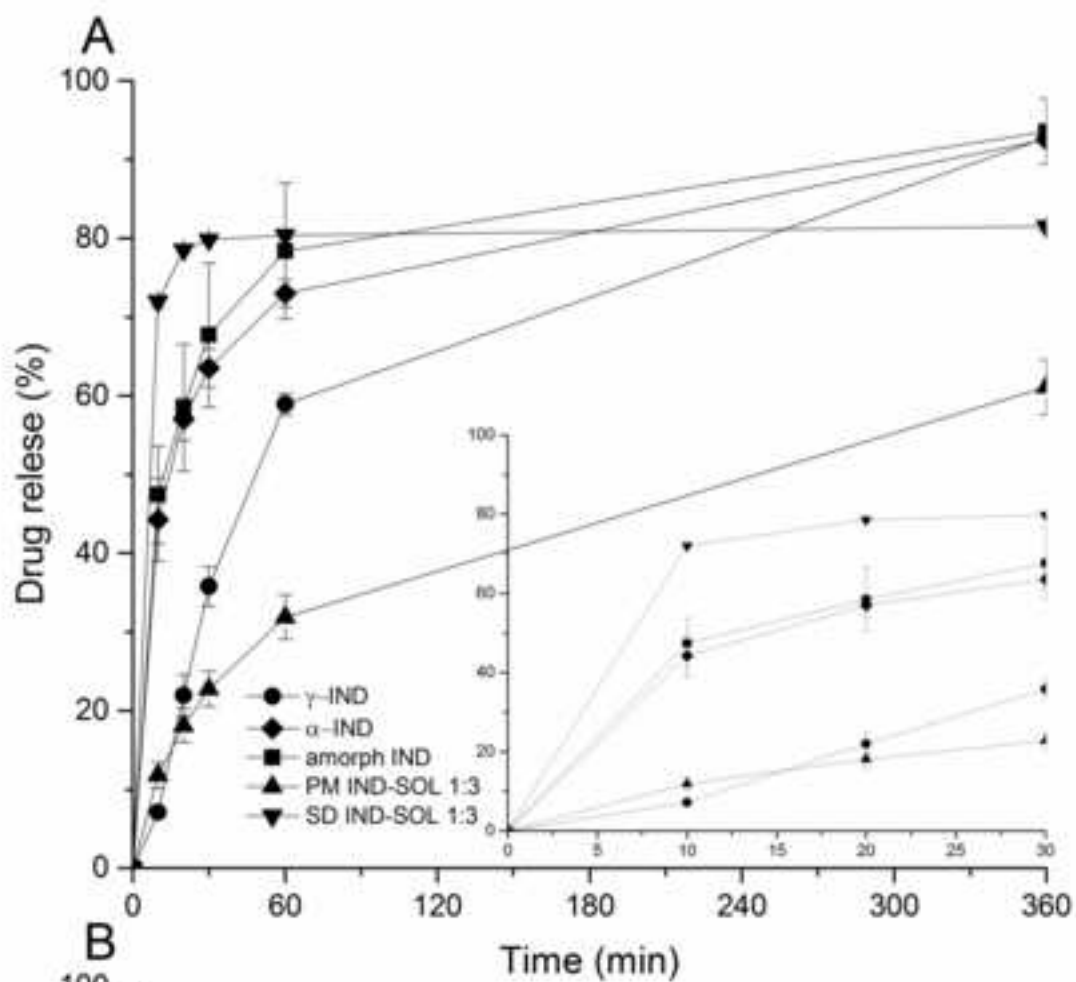 A
100
80
60
40
20
0
Drug relese (%)
γ-IND
α-IND
amorph IND
PM IND-SOL 1:3
SD IND-SOL 1:3
100
80
60
40
20
0
0 5 10 15 20 25 30
0 60 120 180 240 300 360
Time (min)
B